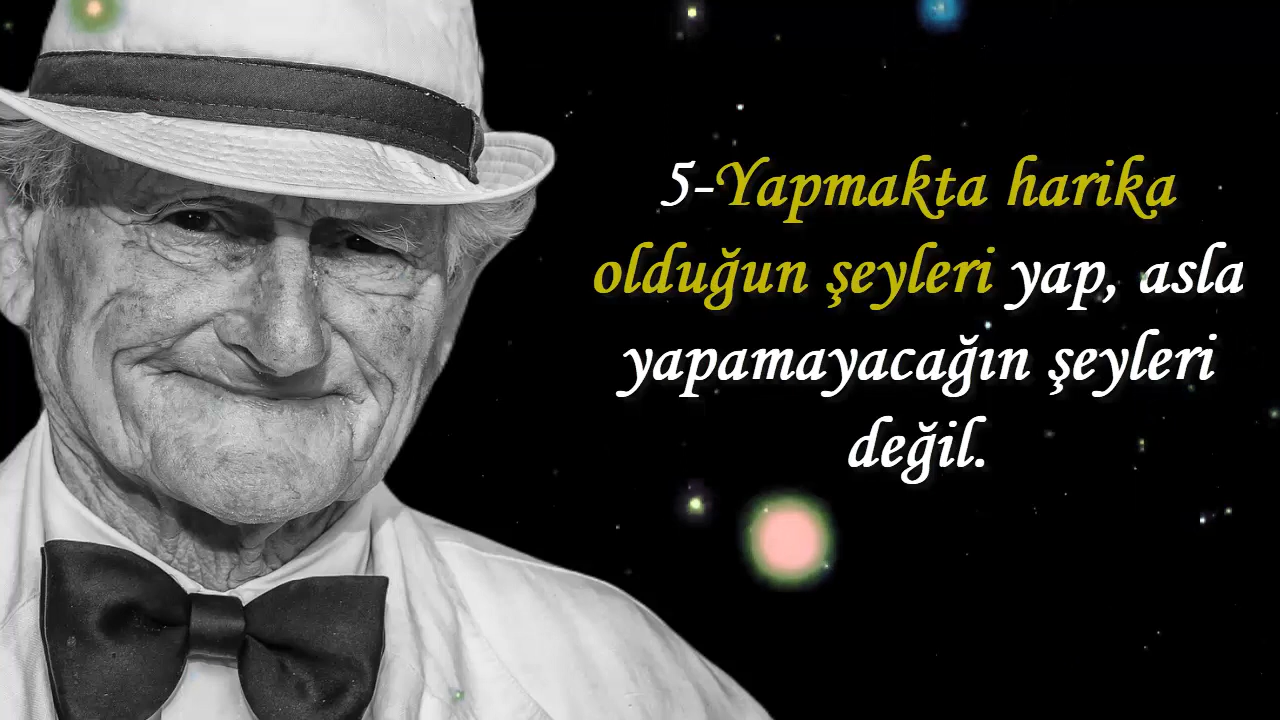 5-Yapmakta harika
olduğun şeyleri yap, asla
yapamayacağın şeyleri
değil.